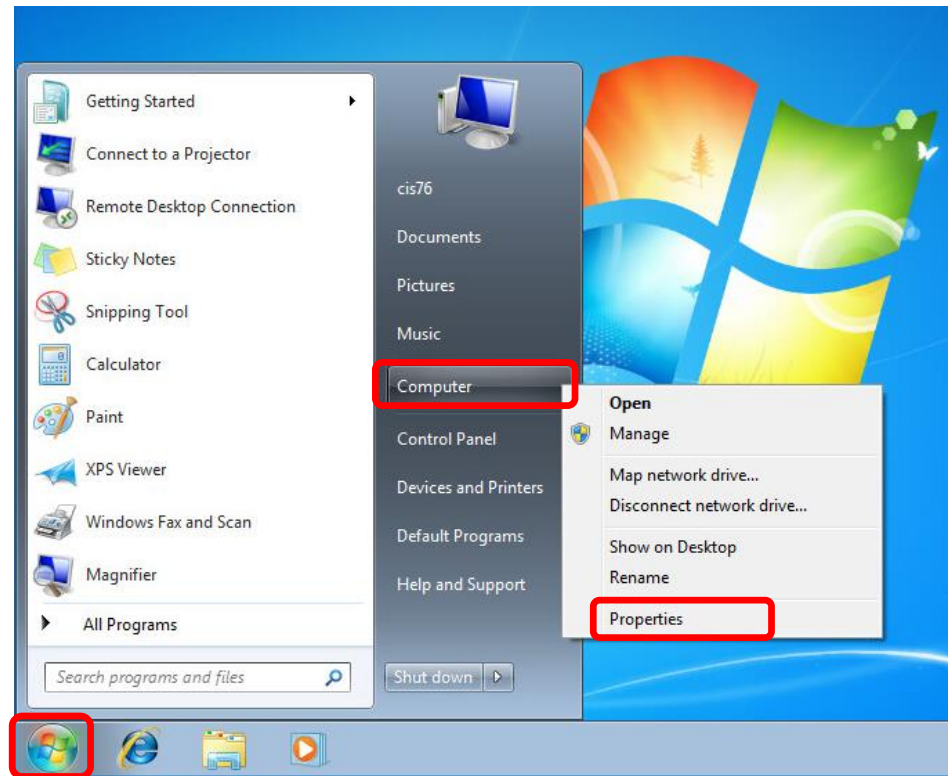 Getting Started
Connect to a Projector
Remote Desktop Connection
Sticky Notes
Snipping Tool
Calculator
Paint
XPS Viewer
Windows Fax and Scan
Magnifier
All Programs
Search programs and files
cis76
Documents
Pictures
Music
Computer
Control Panel
Devices and Printers
Default Programs
Help and Support
Shut down
Open
Manage
Map network drive...
Disconnect network drive...
Show on Desktop
Rename
Properties